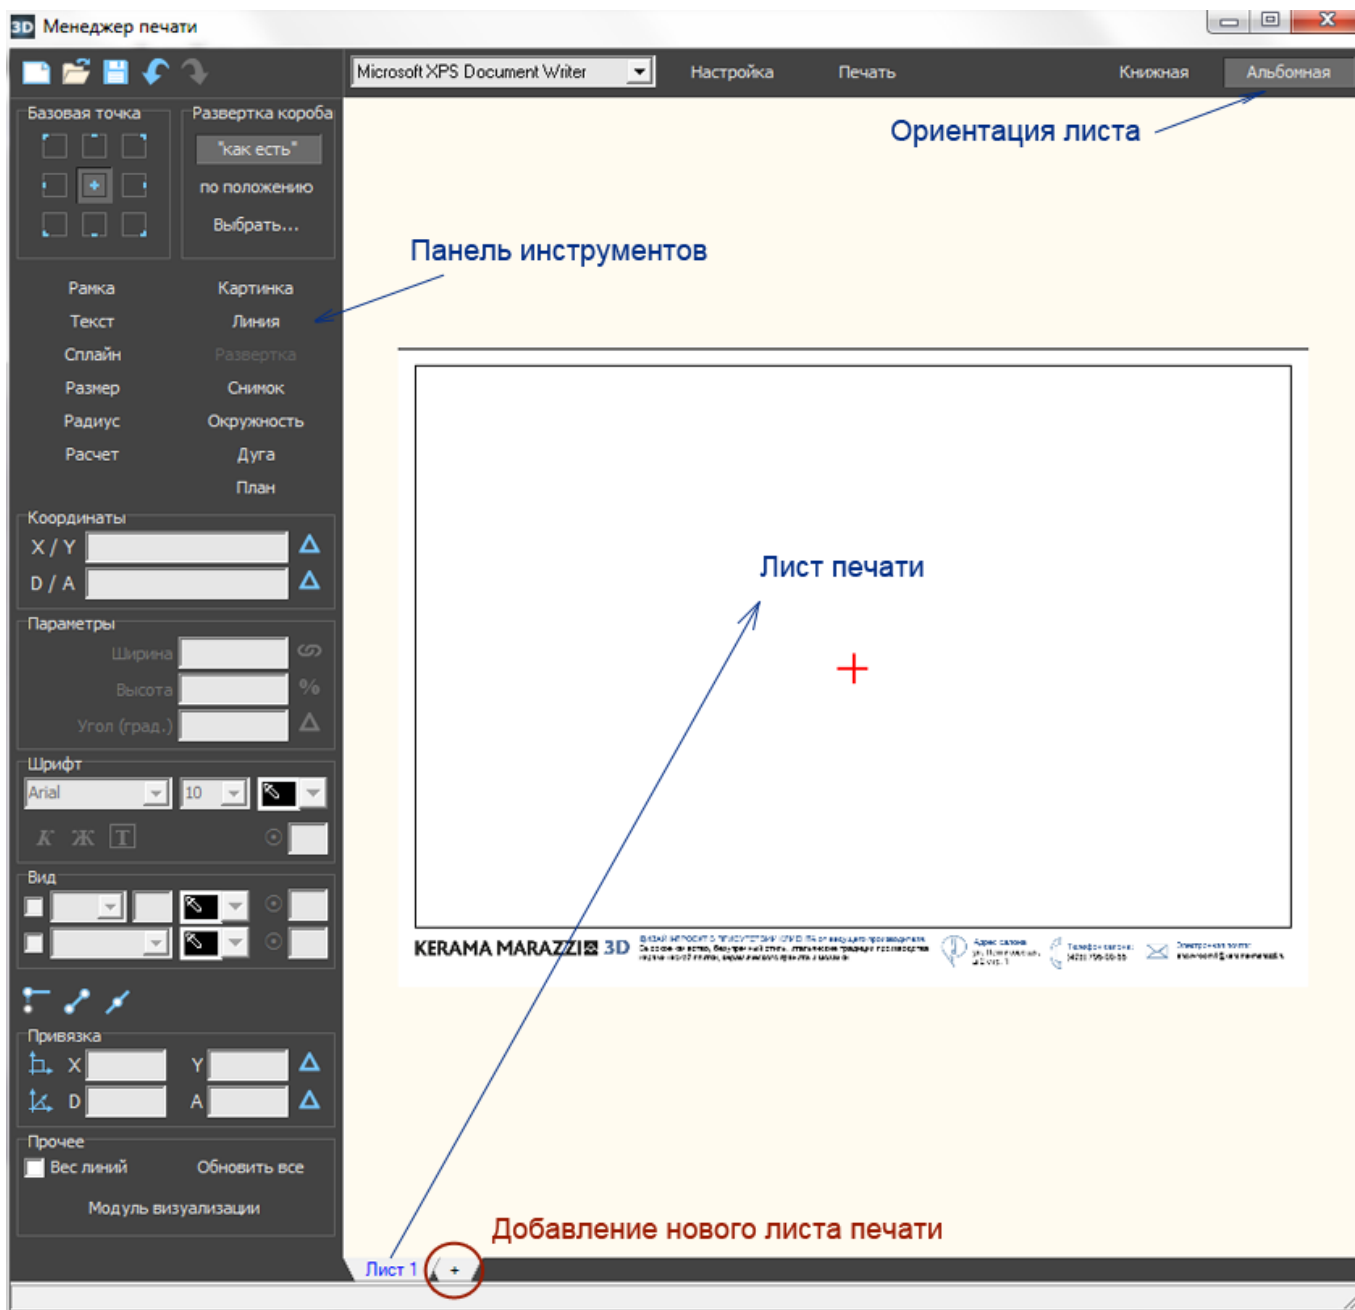 3D Менеджер печати
Microsoft XPS Document Writer Настройка Печать Книжная Альбомная
Базовая точка Развертка короба
"как есть"
по положению
Выбрать...
Ориентация листа
Панель инструментов
Рамка Картинка
Текст Линия
Сплайн Развертка
Размер Снимок
Радиус Окружность
Расчет Дуга
План
Координаты
X / Y
D / A
Лист печати
Параметры
Ширина
Высота %
Угол (град.)
Шрифт
Arial 10
К Ж T
Вид
KERAMA MARAZZI 3D
Адрес салона
Привязка
X Y
D A
Прочее
Вес линий Обновить все
Модуль визуализации
Добавление нового листа печати
Лист 1 +